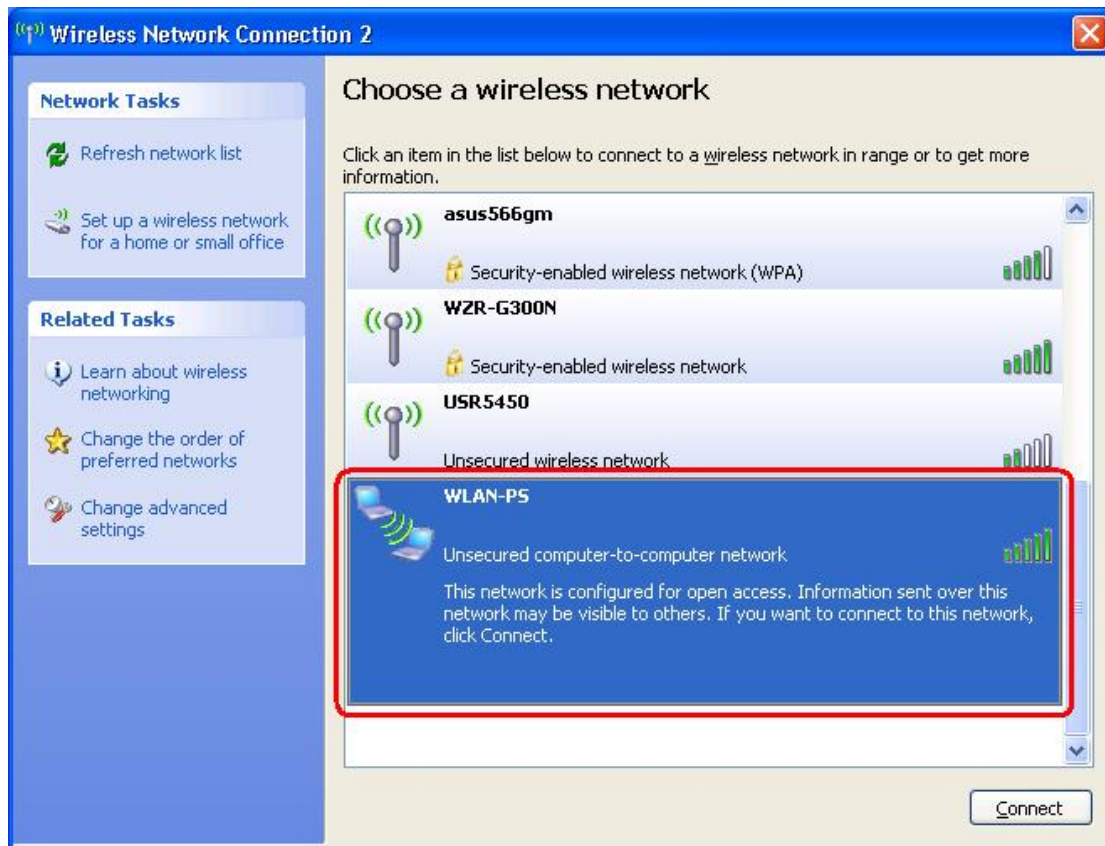 Wireless Network Connection 2
Network Tasks
Refresh network list
Set up a wireless network
for a home or small office
Related Tasks
Learn about wireless
networking
Change the order of
preferred networks
Change advanced
settings
Choose a wireless network
Click an item in the list below to connect to a wireless network in range or to get more
information.
asus566gm
Security-enabled wireless network (WPA)
WZR-G300N
Security-enabled wireless network
USR5450
Unsecured wireless network
WLAN-PS
Unsecured computer-to-computer network
This network is configured for open access. Information sent over this
network may be visible to others. If you want to connect to this network,
click Connect.
Connect